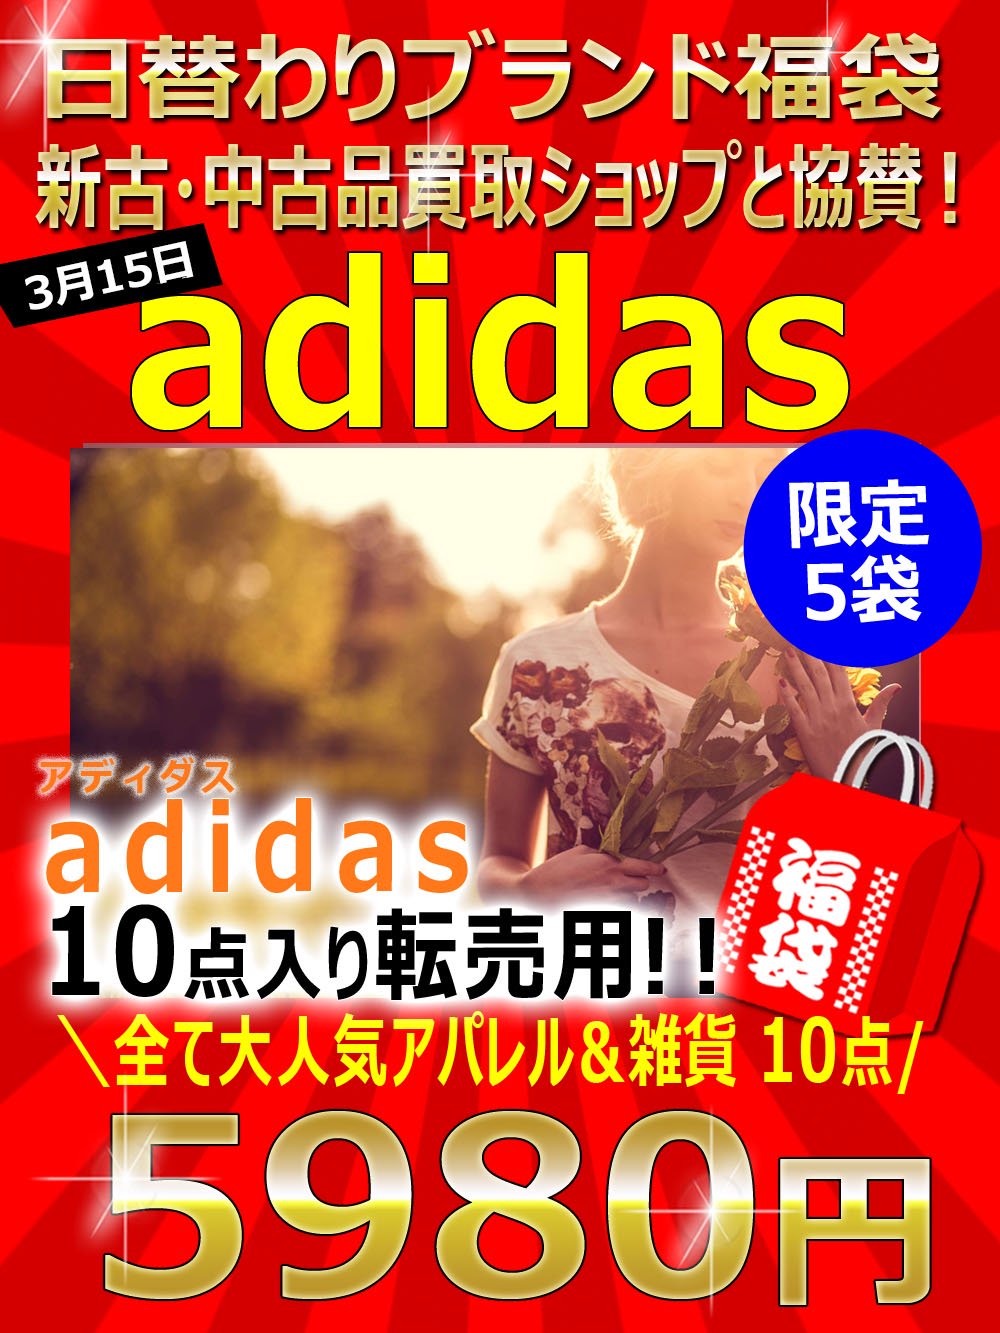 日替わりブランド福袋
新古・中古品買取ショップと協賛！
3月15日
adidas
限定
5袋
アディダス
adidas
10点入り転売用！！
福袋
\全て大人気アパレル&雑貨 10点/
5980円